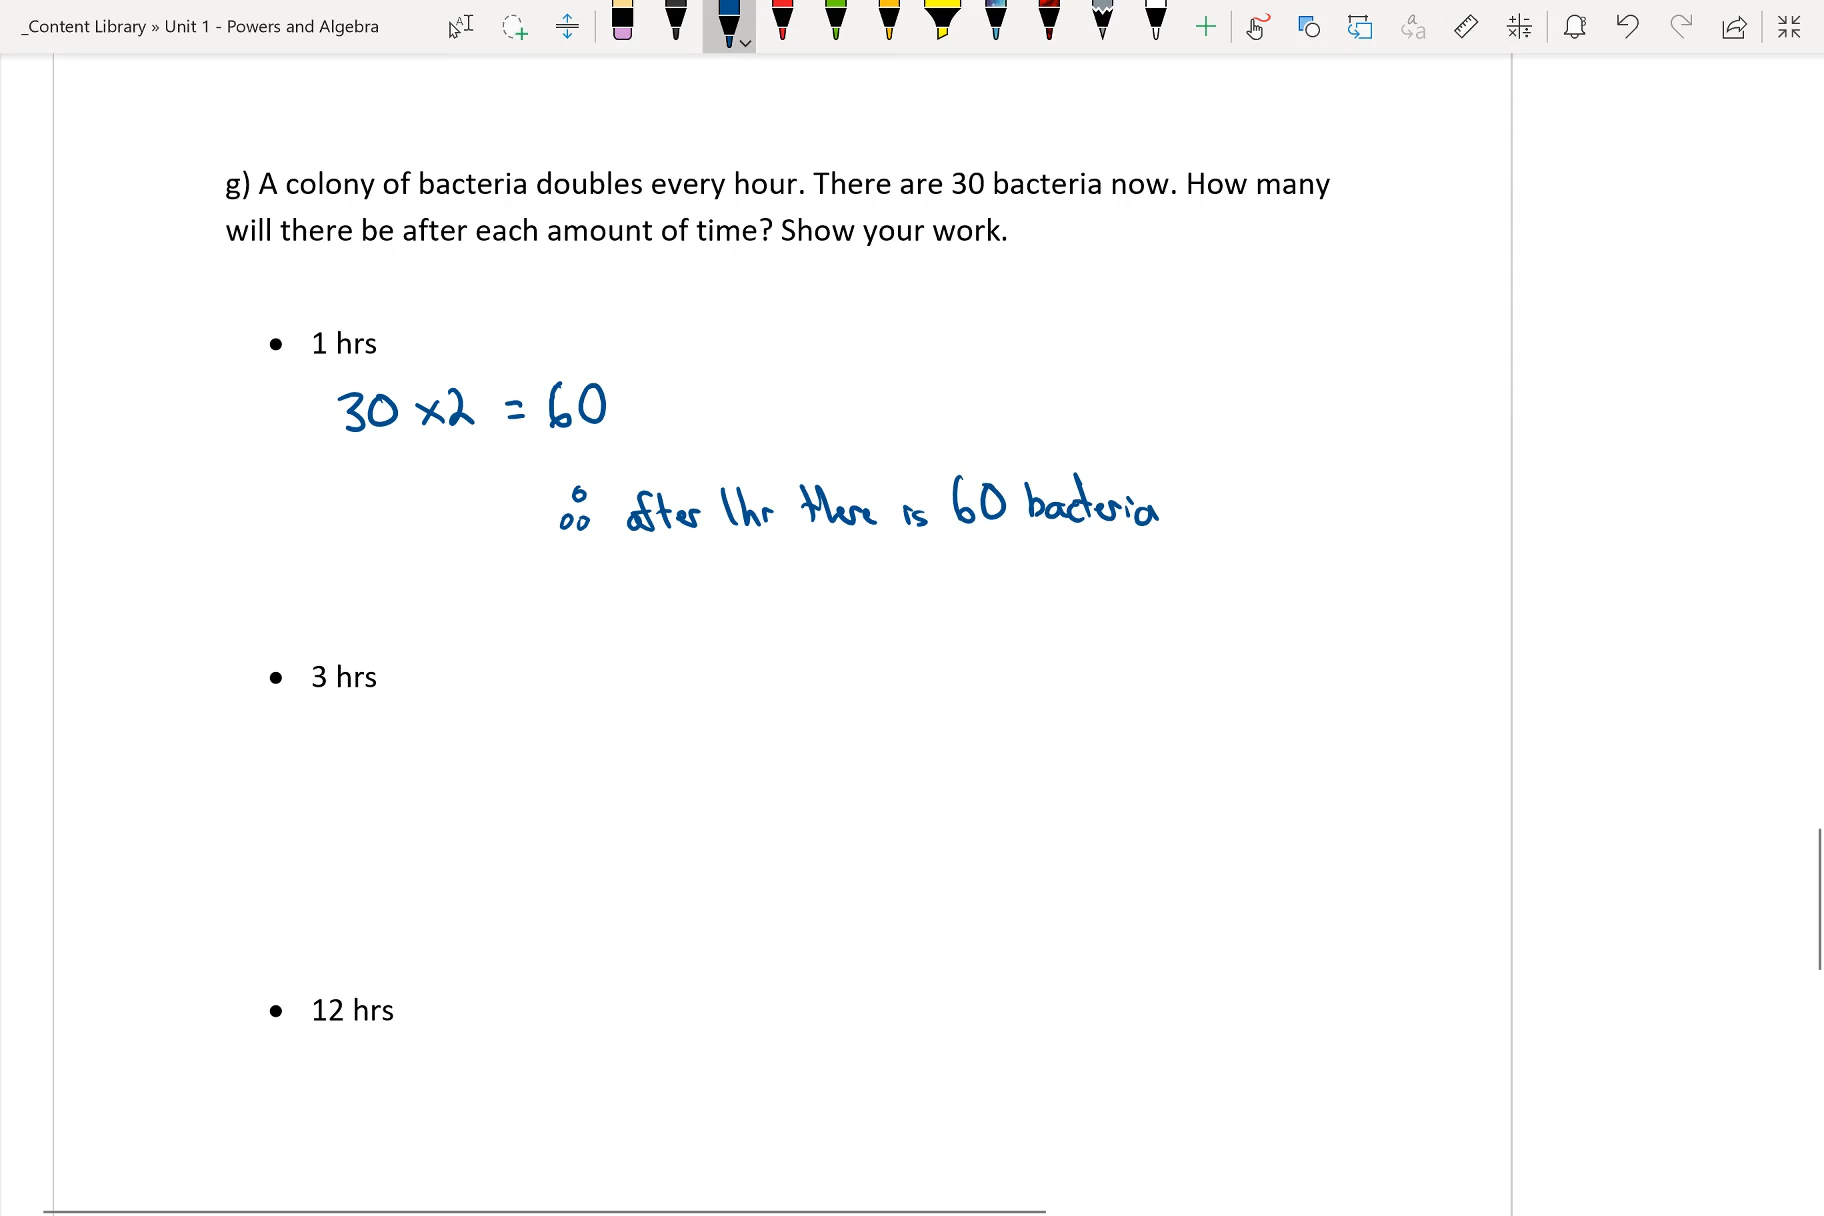 _Content Library » Unit 1 - Powers and Algebra
g) A colony of bacteria doubles every hour. There are 30 bacteria now. How many
will there be after each amount of time? Show your work.
• 1 hrs
30 ×2 = 60
∴ after 1hr there is 60 bacteria
• 3 hrs
• 12 hrs